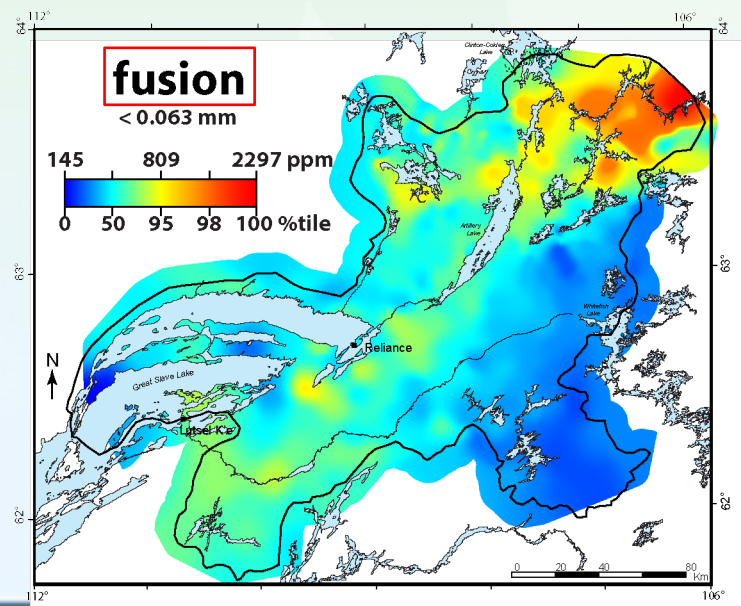 112°
106°
64°
64°
fusion
< 0.063 mm
145 809 2297 ppm
0 50 95 98 100 %tile
Clinton-Colden
Lake
Artillery
Lake
63°
63°
Whitefish
Lake
Reliance
N
Great Slave Lake
Lutsel K'e
62°
62°
0 20 40 80
Km
112°
106°